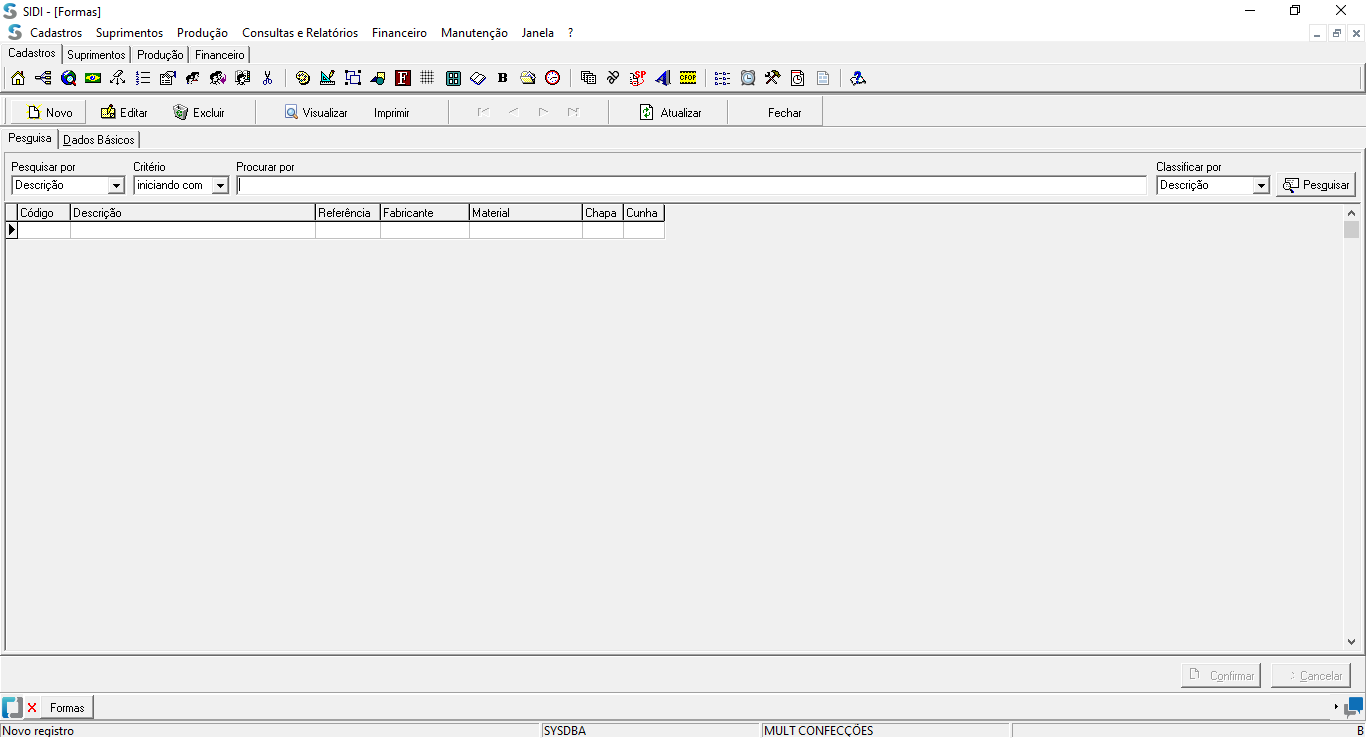 SIDI - [Formas]
Cadastros Suprimentos Produção Consultas e Relatórios Financeiro Manutenção Janela ?
Cadastros Suprimentos Produção Financeiro
F B SP CFOP
Novo Editar Excluir Visualizar Imprimir Atualizar Fechar
Pesquisa Dados Básicos
Pesquisar por Critério Procurar por Classificar por
Descrição iniciando com Descrição Pesquisar
Código Descrição Referência Fabricante Material Chapa Cunha
Confirmar Cancelar
Formas
Novo registro SYSDBA MULT CONFECÇÕES B